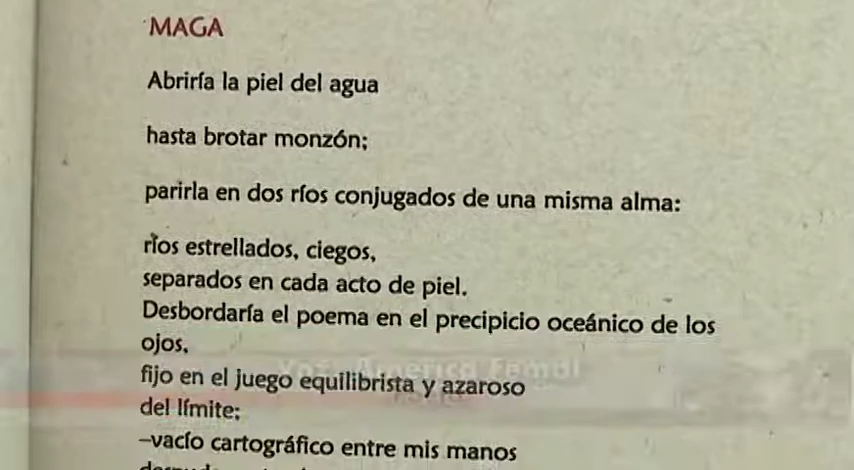 MAGA
Abriría la piel del agua
hasta brotar monzón;
parirla en dos ríos conjugados de una misma alma:
ríos estrellados, ciegos,
separados en cada acto de piel.
Desbordaría el poema en el precipicio oceánico de los
ojos,
fijo en el juego equilibrista y azaroso
del límite;
–vacío cartográfico entre mis manos